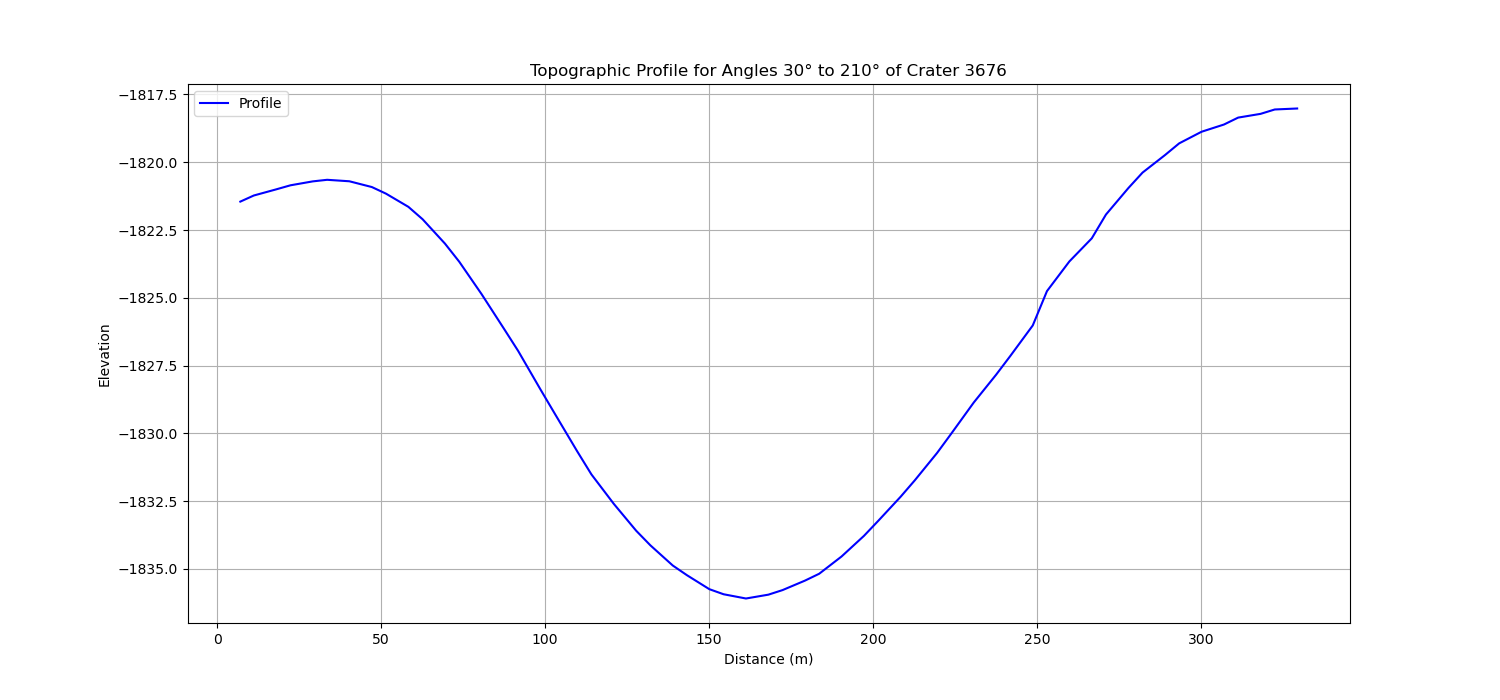 Topographic Profile for Angles 30° to 210° of Crater 3676
Profile
−1817.5
−1820.0
−1822.5
−1825.0
−1827.5
−1830.0
−1832.5
−1835.0
Elevation
0 50 100 150 200 250 300
Distance (m)